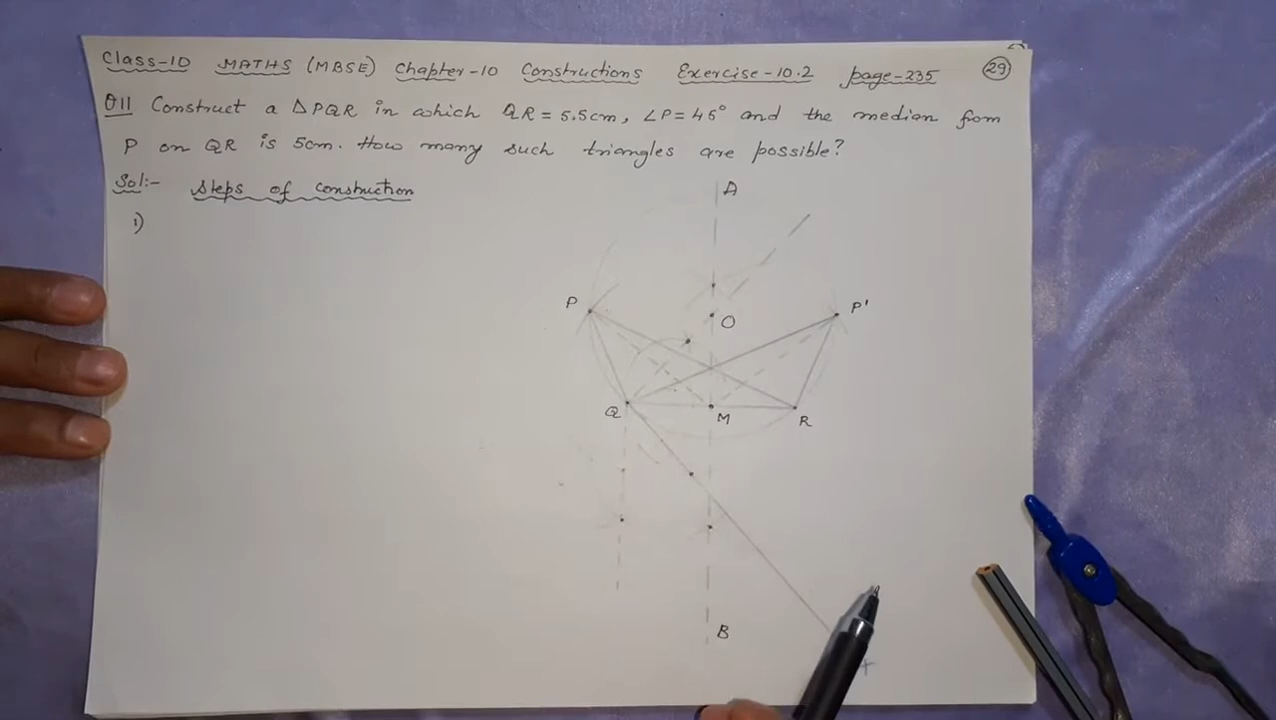 Class-10 MATHS (MBSE) Chapter-10 Constructions Exercise-10.2 page-235 29
Q11 Construct a △PQR in which QR = 5.5cm, ∠P= 45° and the median from
P on QR is 5cm. How many such triangles are possible?
Sol:- Steps of construction
i)
A
P
O
P'
Q
M
R
B